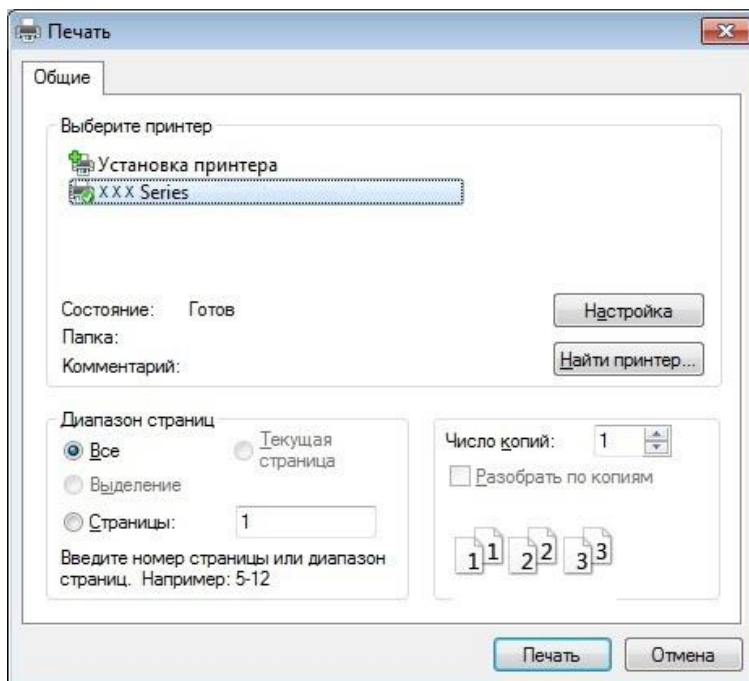 Печать
Общие
Выберите принтер
Установка принтера
XXX Series
Состояние: Готов
Папка:
Комментарий:
Настройка
Найти принтер...
Диапазон страниц
Все
Текущая
страница
Выделение
Страницы: 1
Введите номер страницы или диапазон
страниц. Например: 5-12
Число копий: 1
Разобрать по копиям
1 1 2 2 3 3
Печать
Отмена